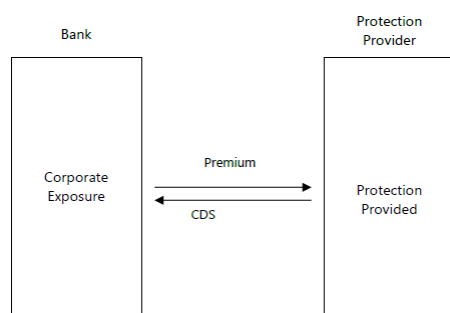 Bank
Protection
Provider
Corporate
Exposure
Premium
CDS
Protection
Provided